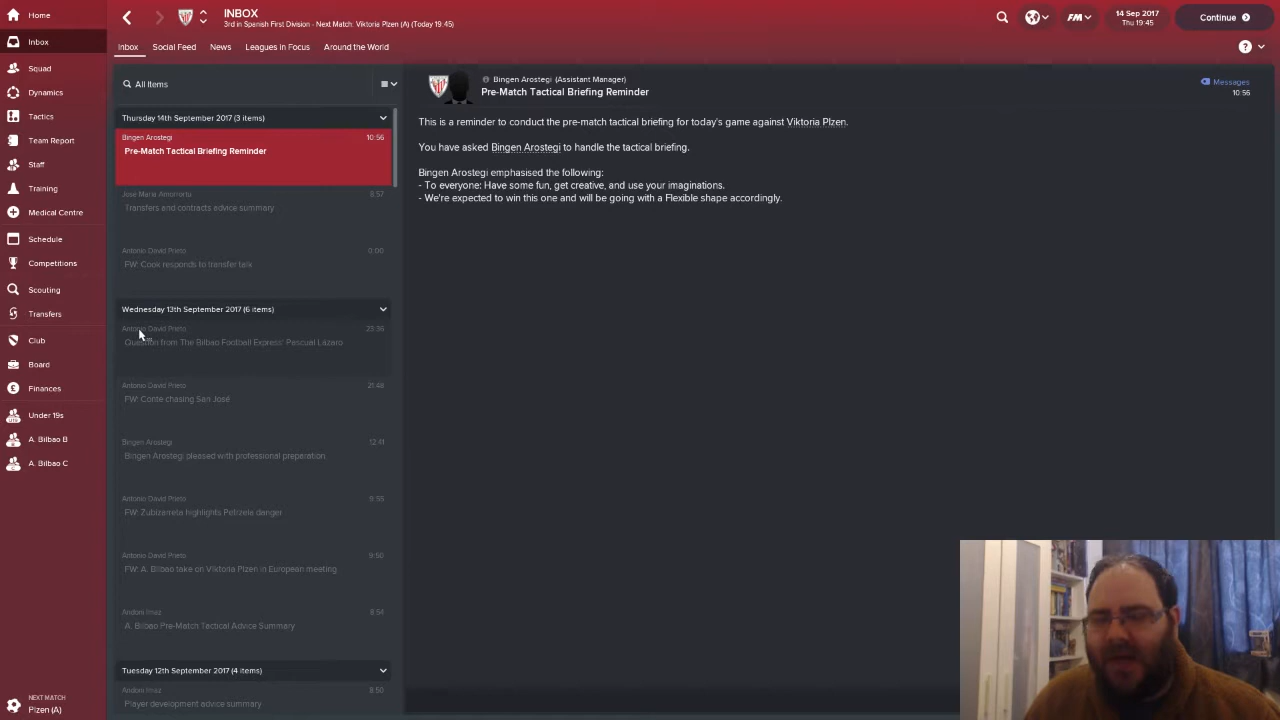 Home
Inbox
Squad
Dynamics
Tactics
Team Report
Staff
Training
Medical Centre
Schedule
Competitions
Scouting
Transfers
Club
Board
Finances
Under 19s
A. Bilbao B
A. Bilbao C
NEXT MATCH
Plzen (A)
INBOX
3rd in Spanish First Division - Next Match: Viktoria Plzen (A) (Today 19:45)
FM
14 Sep 2017
Thu 19:45
Continue
Inbox Social Feed News Leagues in Focus Around the World
?
All Items
Thursday 14th September 2017 (3 items)
Bingen Arostegi 10:56
Pre-Match Tactical Briefing Reminder
Jose Maria Amorrortu 8:57
Transfers and contracts advice summary
Antonio David Prieto 0:00
FW: Cook responds to transfer talk
Wednesday 13th September 2017 (6 items)
Antonio David Prieto 23:36
Question from The Bilbao Football Express' Pascual Lázaro
Antonio David Prieto 21:48
FW: Conte chasing San José
Bingen Arostegi 12:41
Bingen Arostegi pleased with professional preparation
Antonio David Prieto 9:55
FW: Zubizarreta highlights Petrzela danger
Antonio David Prieto 9:50
FW: A. Bilbao take on Viktoria Plzen in European meeting
Andoni Imaz 8:54
A. Bilbao Pre-Match Tactical Advice Summary
Tuesday 12th September 2017 (4 items)
Andoni Imaz 8:50
Player development advice summary
Bingen Arostegi (Assistant Manager)
Pre-Match Tactical Briefing Reminder
Messages
10:56
This is a reminder to conduct the pre-match tactical briefing for today's game against Viktoria Plzen.
You have asked Bingen Arostegi to handle the tactical briefing.
Bingen Arostegi emphasised the following:
- To everyone: Have some fun, get creative, and use your imaginations.
- We're expected to win this one and will be going with a Flexible shape accordingly.